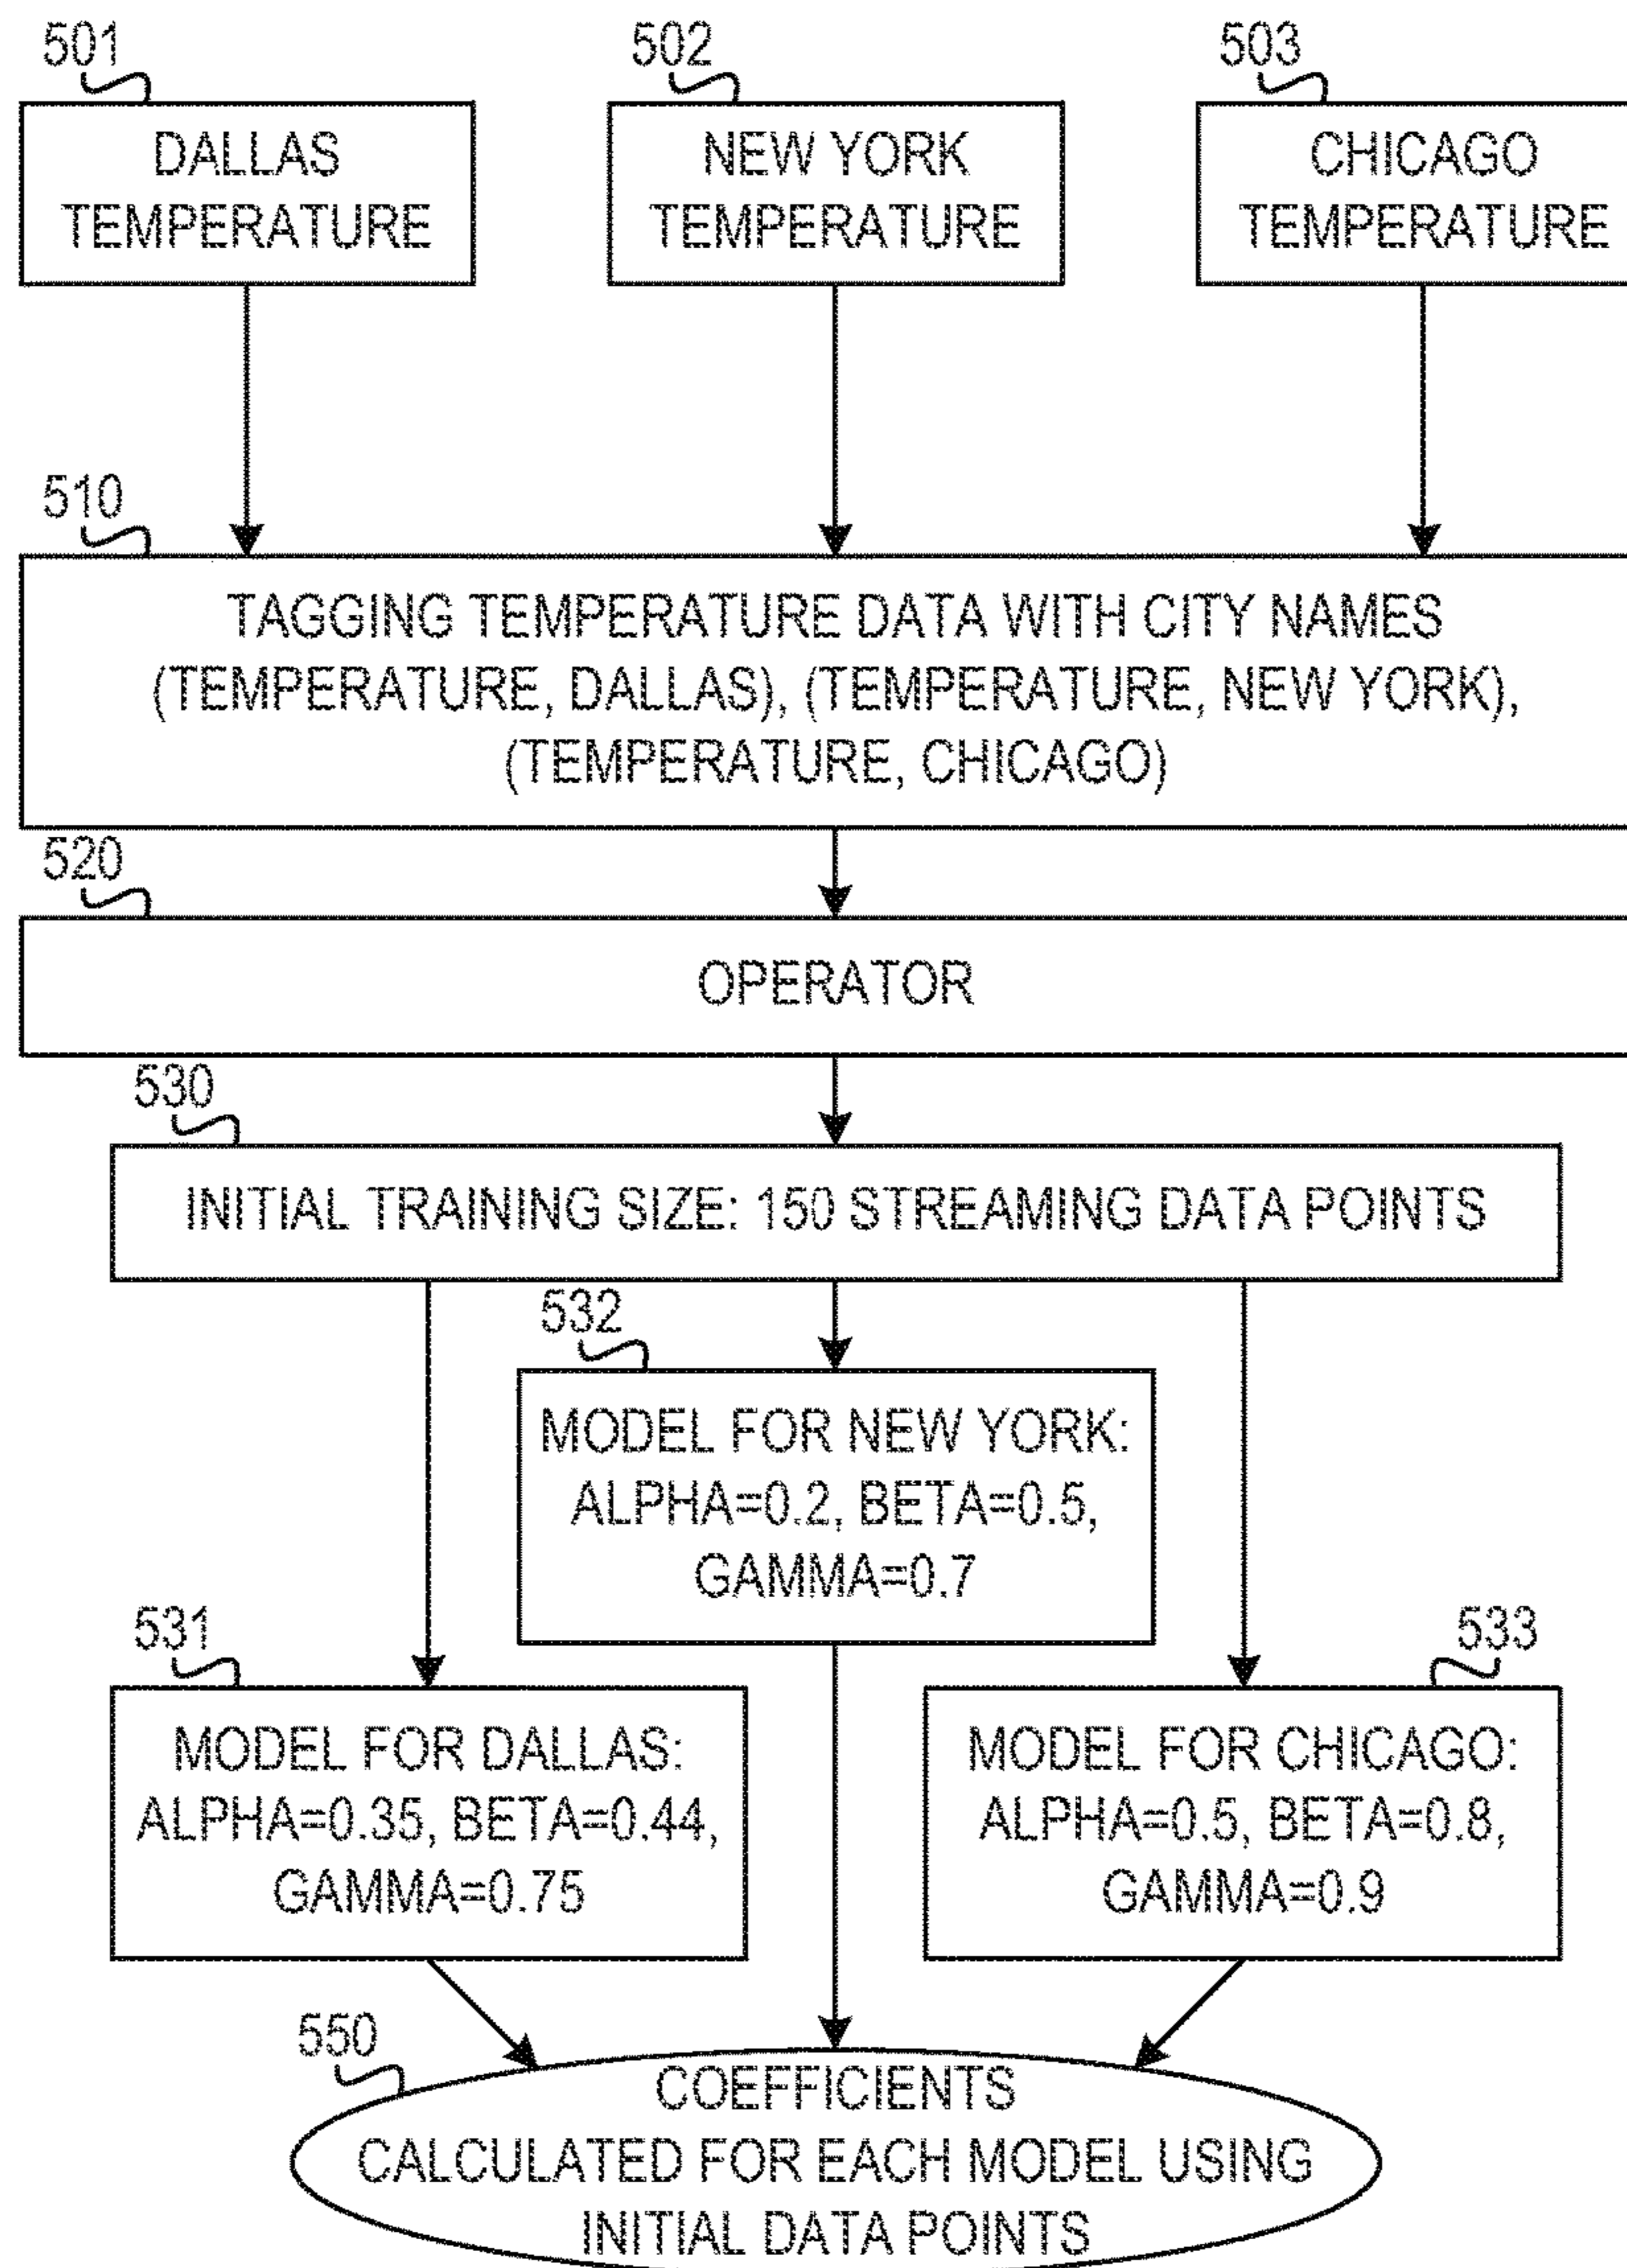 501
DALLAS
TEMPERATURE
502
NEW YORK
TEMPERATURE
503
CHICAGO
TEMPERATURE
510
TAGGING TEMPERATURE DATA WITH CITY NAMES
(TEMPERATURE, DALLAS), (TEMPERATURE, NEW YORK),
(TEMPERATURE, CHICAGO)
520
OPERATOR
530
INITIAL TRAINING SIZE: 150 STREAMING DATA POINTS
532
MODEL FOR NEW YORK:
ALPHA=0.2, BETA=0.5,
GAMMA=0.7
531
MODEL FOR DALLAS:
ALPHA=0.35, BETA=0.44,
GAMMA=0.75
533
MODEL FOR CHICAGO:
ALPHA=0.5, BETA=0.8,
GAMMA=0.9
550
COEFFICIENTS
CALCULATED FOR EACH MODEL USING
INITIAL DATA POINTS